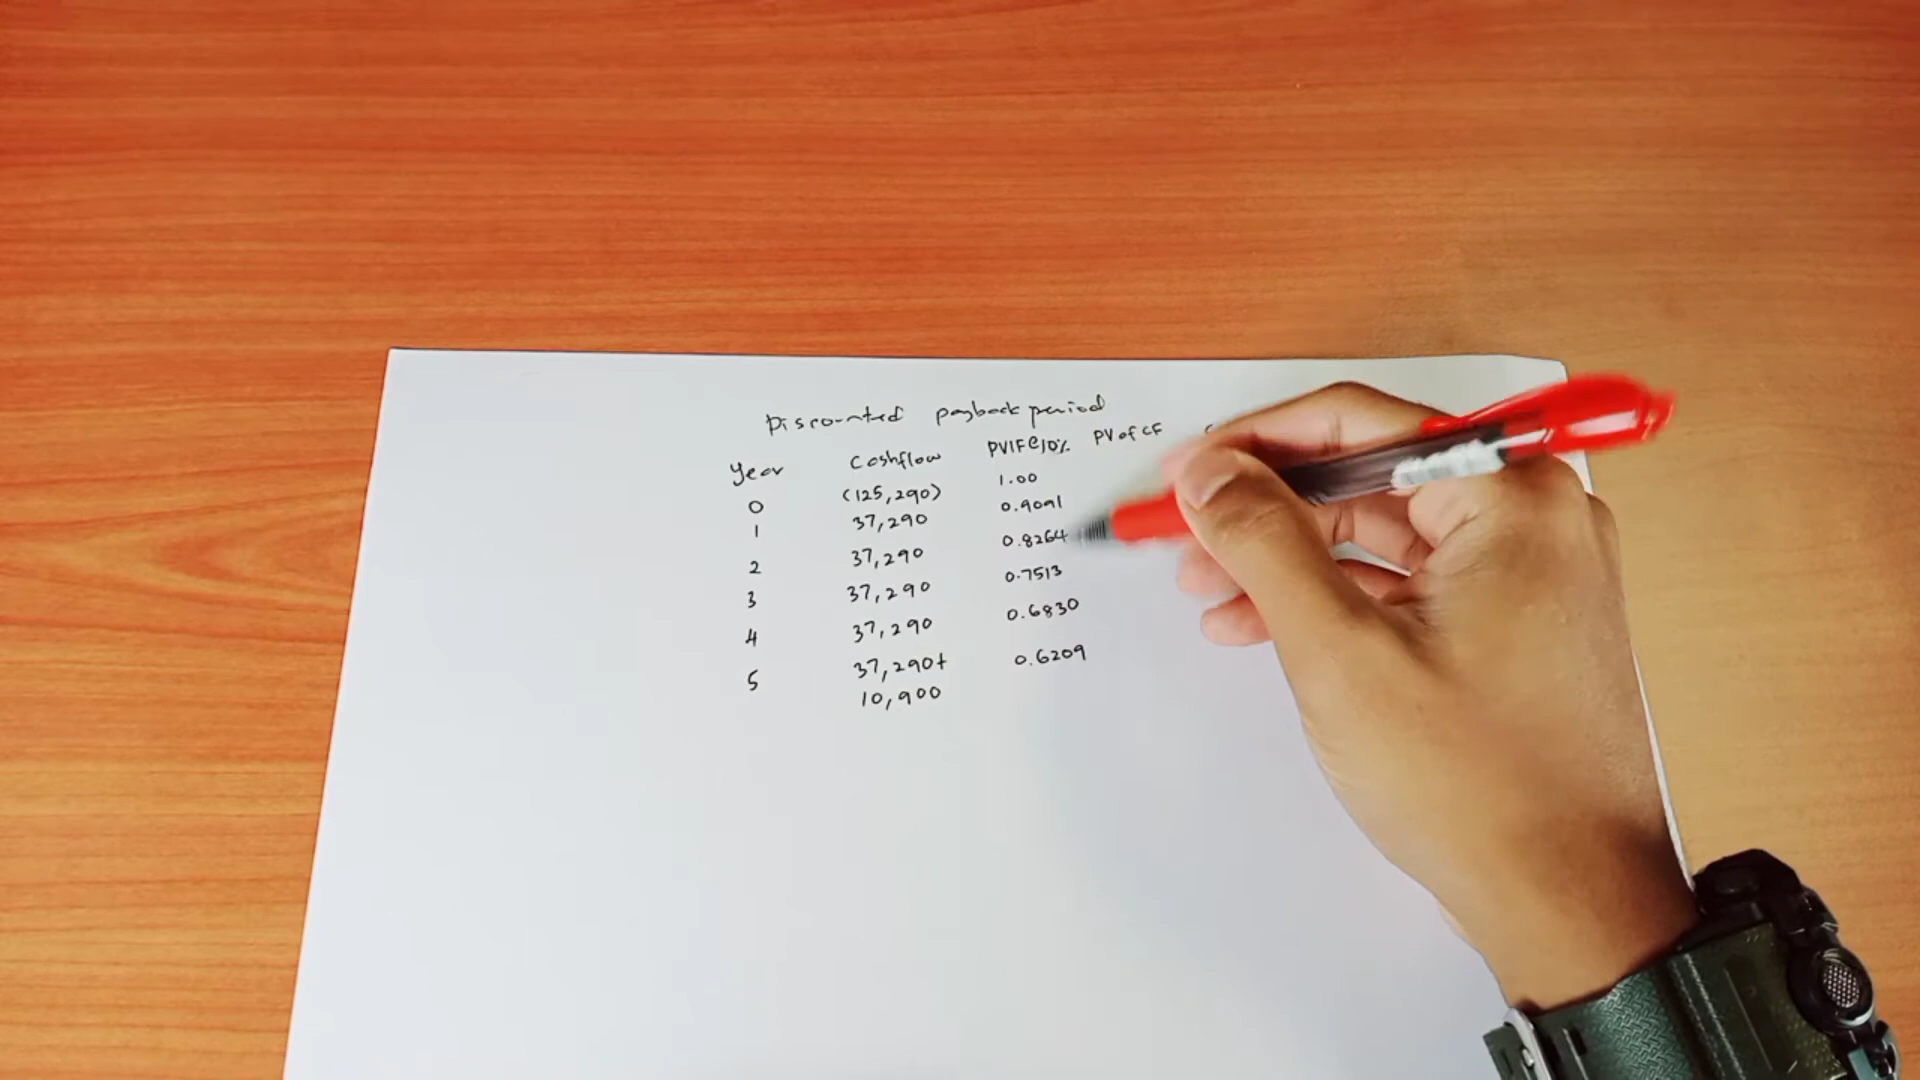 Discounted payback period
Year Cashflow PVIF@10% PV of CF
0 (125,290) 1.00
1 37,290 0.9091
2 37,290 0.8264
3 37,290 0.7513
4 37,290 0.6830
5 37,290+ 0.6209
10,900